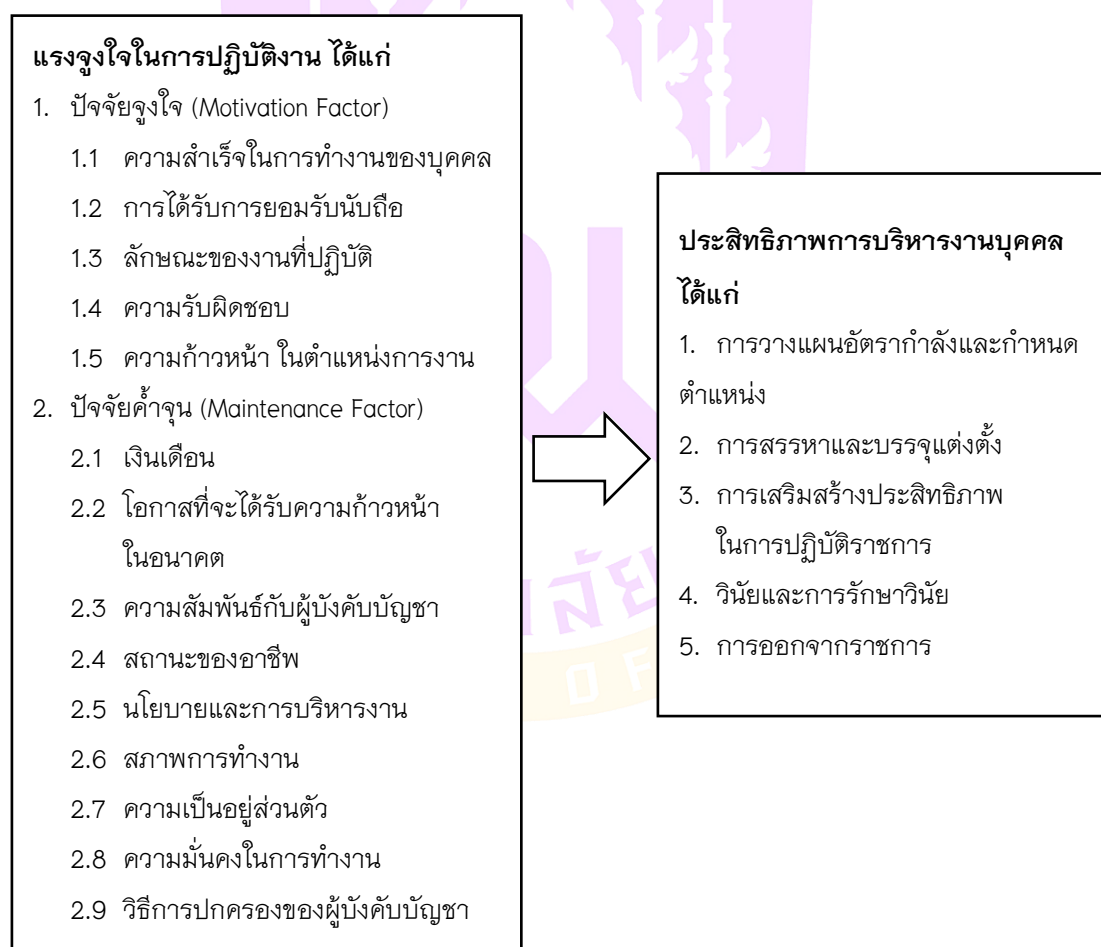 แรงจูงใจในการปฏิบัติงาน ได้แก่
1. ปัจจัยจูงใจ (Motivation Factor)
1.1 ความสำเร็จในการทำงานของบุคคล
1.2 การได้รับการยอมรับนับถือ
1.3 ลักษณะของงานที่ปฏิบัติ
1.4 ความรับผิดชอบ
1.5 ความก้าวหน้า ในตำแหน่งการงาน
2. ปัจจัยค้ำจุน (Maintenance Factor)
2.1 เงินเดือน
2.2 โอกาสที่จะได้รับความก้าวหน้า
ในอนาคต
2.3 ความสัมพันธ์กับผู้บังคับบัญชา
2.4 สถานะของอาชีพ
2.5 นโยบายและการบริหารงาน
2.6 สภาพการทำงาน
2.7 ความเป็นอยู่ส่วนตัว
2.8 ความมั่นคงในการทำงาน
2.9 วิธีการปกครองของผู้บังคับบัญชา
ประสิทธิภาพการบริหารงานบุคคล
ได้แก่
1. การวางแผนอัตรากำลังและกำหนด
ตำแหน่ง
2. การสรรหาและบรรจุแต่งตั้ง
3. การเสริมสร้างประสิทธิภาพ
ในการปฏิบัติราชการ
4. วินัยและการรักษาวินัย
5. การออกจากราชการ